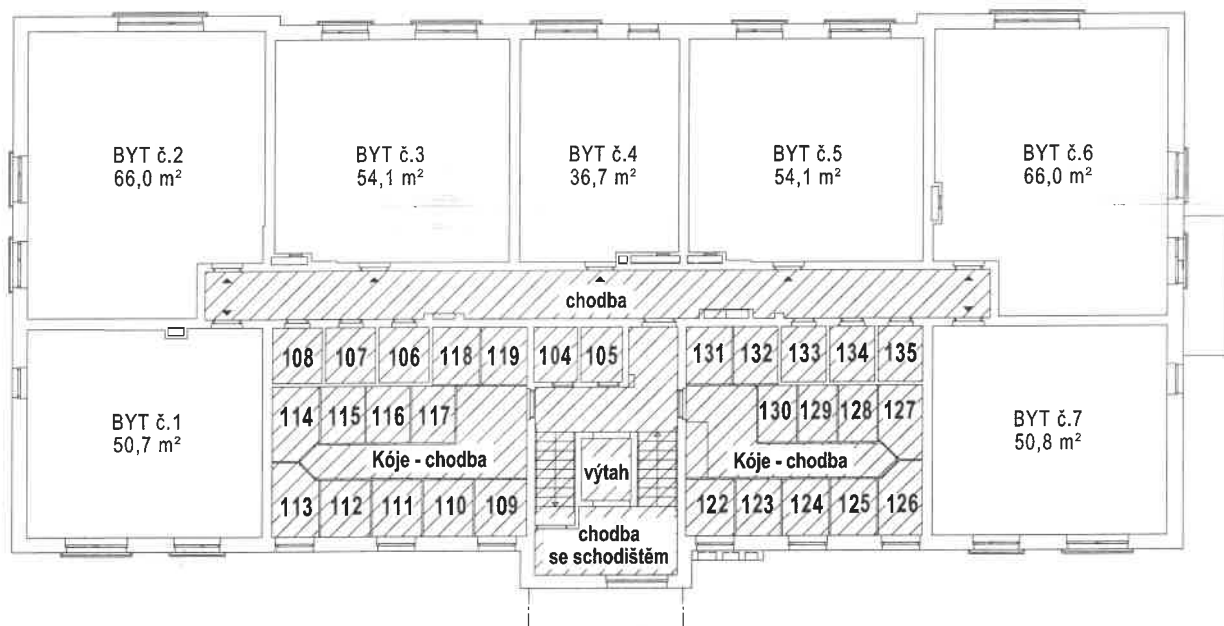 BYT č.2
66,0 m²
BYT č.3
54,1 m²
BYT č.4
36,7 m²
BYT č.5
54,1 m²
BYT č.6
66,0 m²
chodba
108 107 106 118 119 104 105 131 132 133 134 135
114 115 116 117 130 129 128 127
BYT č.1
50,7 m²
BYT č.7
50,8 m²
Kóje - chodba
výtah
Kóje - chodba
113 112 111 110 109 122 123 124 125 126
chodba
se schodištěm